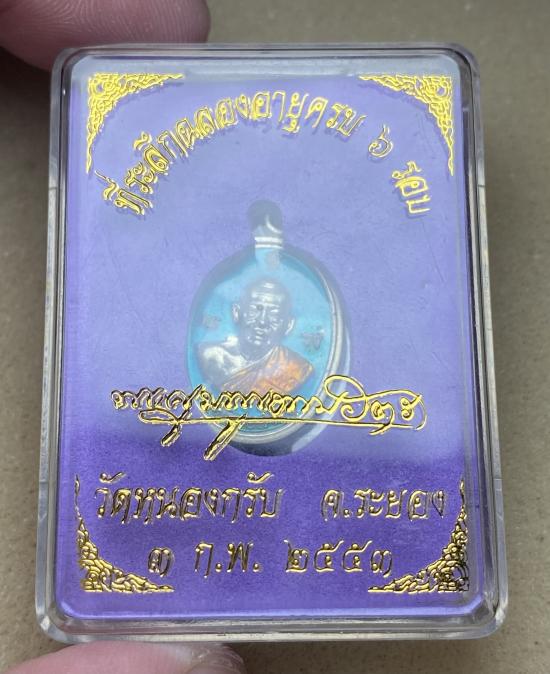 ที่ระลึกฉลองอายุครบ ๖ รอบ
วัดหนองกรับ จ.ระยอง
๓ ก.พ. ๒๕๕๓